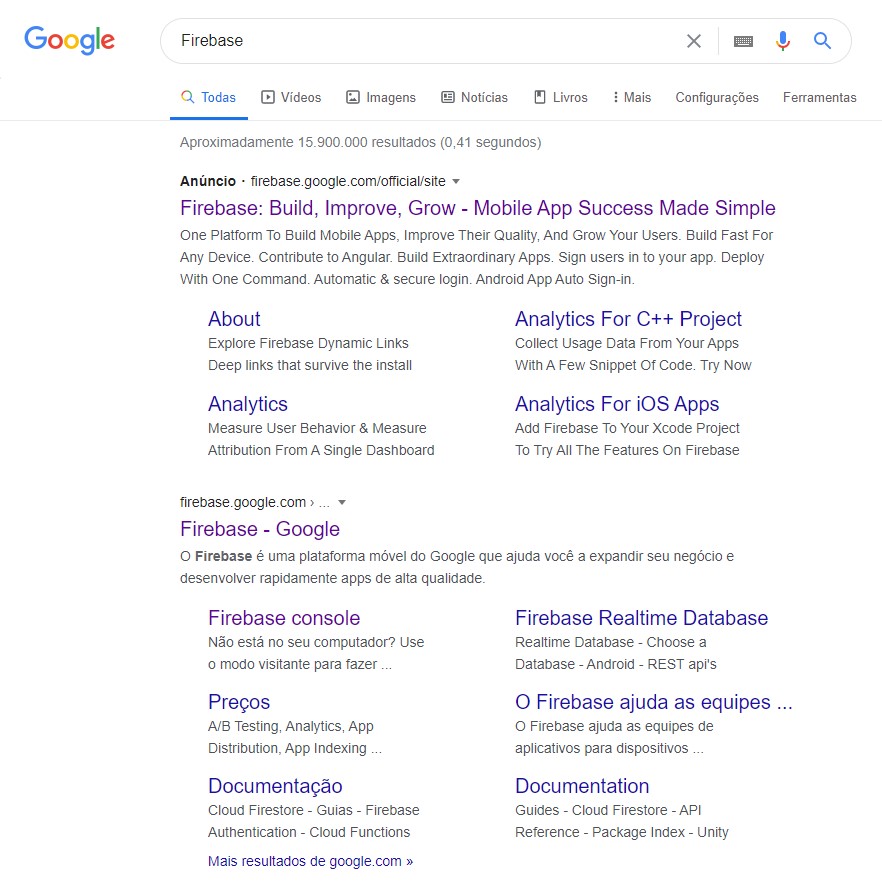 Google
Firebase
Todas Vídeos Imagens Notícias Livros Mais Configurações Ferramentas
Aproximadamente 15.900.000 resultados (0,41 segundos)
Anúncio · firebase.google.com/official/site
Firebase: Build, Improve, Grow - Mobile App Success Made Simple
One Platform To Build Mobile Apps, Improve Their Quality, And Grow Your Users. Build Fast For
Any Device. Contribute to Angular. Build Extraordinary Apps. Sign users in to your app. Deploy
With One Command. Automatic & secure login. Android App Auto Sign-in.
About
Explore Firebase Dynamic Links
Deep links that survive the install
Analytics For C++ Project
Collect Usage Data From Your Apps
With A Few Snippet Of Code. Try Now
Analytics
Measure User Behavior & Measure
Attribution From A Single Dashboard
Analytics For iOS Apps
Add Firebase To Your Xcode Project
To Try All The Features On Firebase
firebase.google.com › ...
Firebase - Google
O Firebase é uma plataforma móvel do Google que ajuda você a expandir seu negócio e
desenvolver rapidamente apps de alta qualidade.
Firebase console
Não está no seu computador? Use
o modo visitante para fazer ...
Firebase Realtime Database
Realtime Database - Choose a
Database - Android - REST api's
Preços
A/B Testing, Analytics, App
Distribution, App Indexing ...
O Firebase ajuda as equipes ...
O Firebase ajuda as equipes de
aplicativos para dispositivos ...
Documentação
Cloud Firestore - Guias - Firebase
Authentication - Cloud Functions
Documentation
Guides - Cloud Firestore - API
Reference - Package Index - Unity
Mais resultados de google.com »